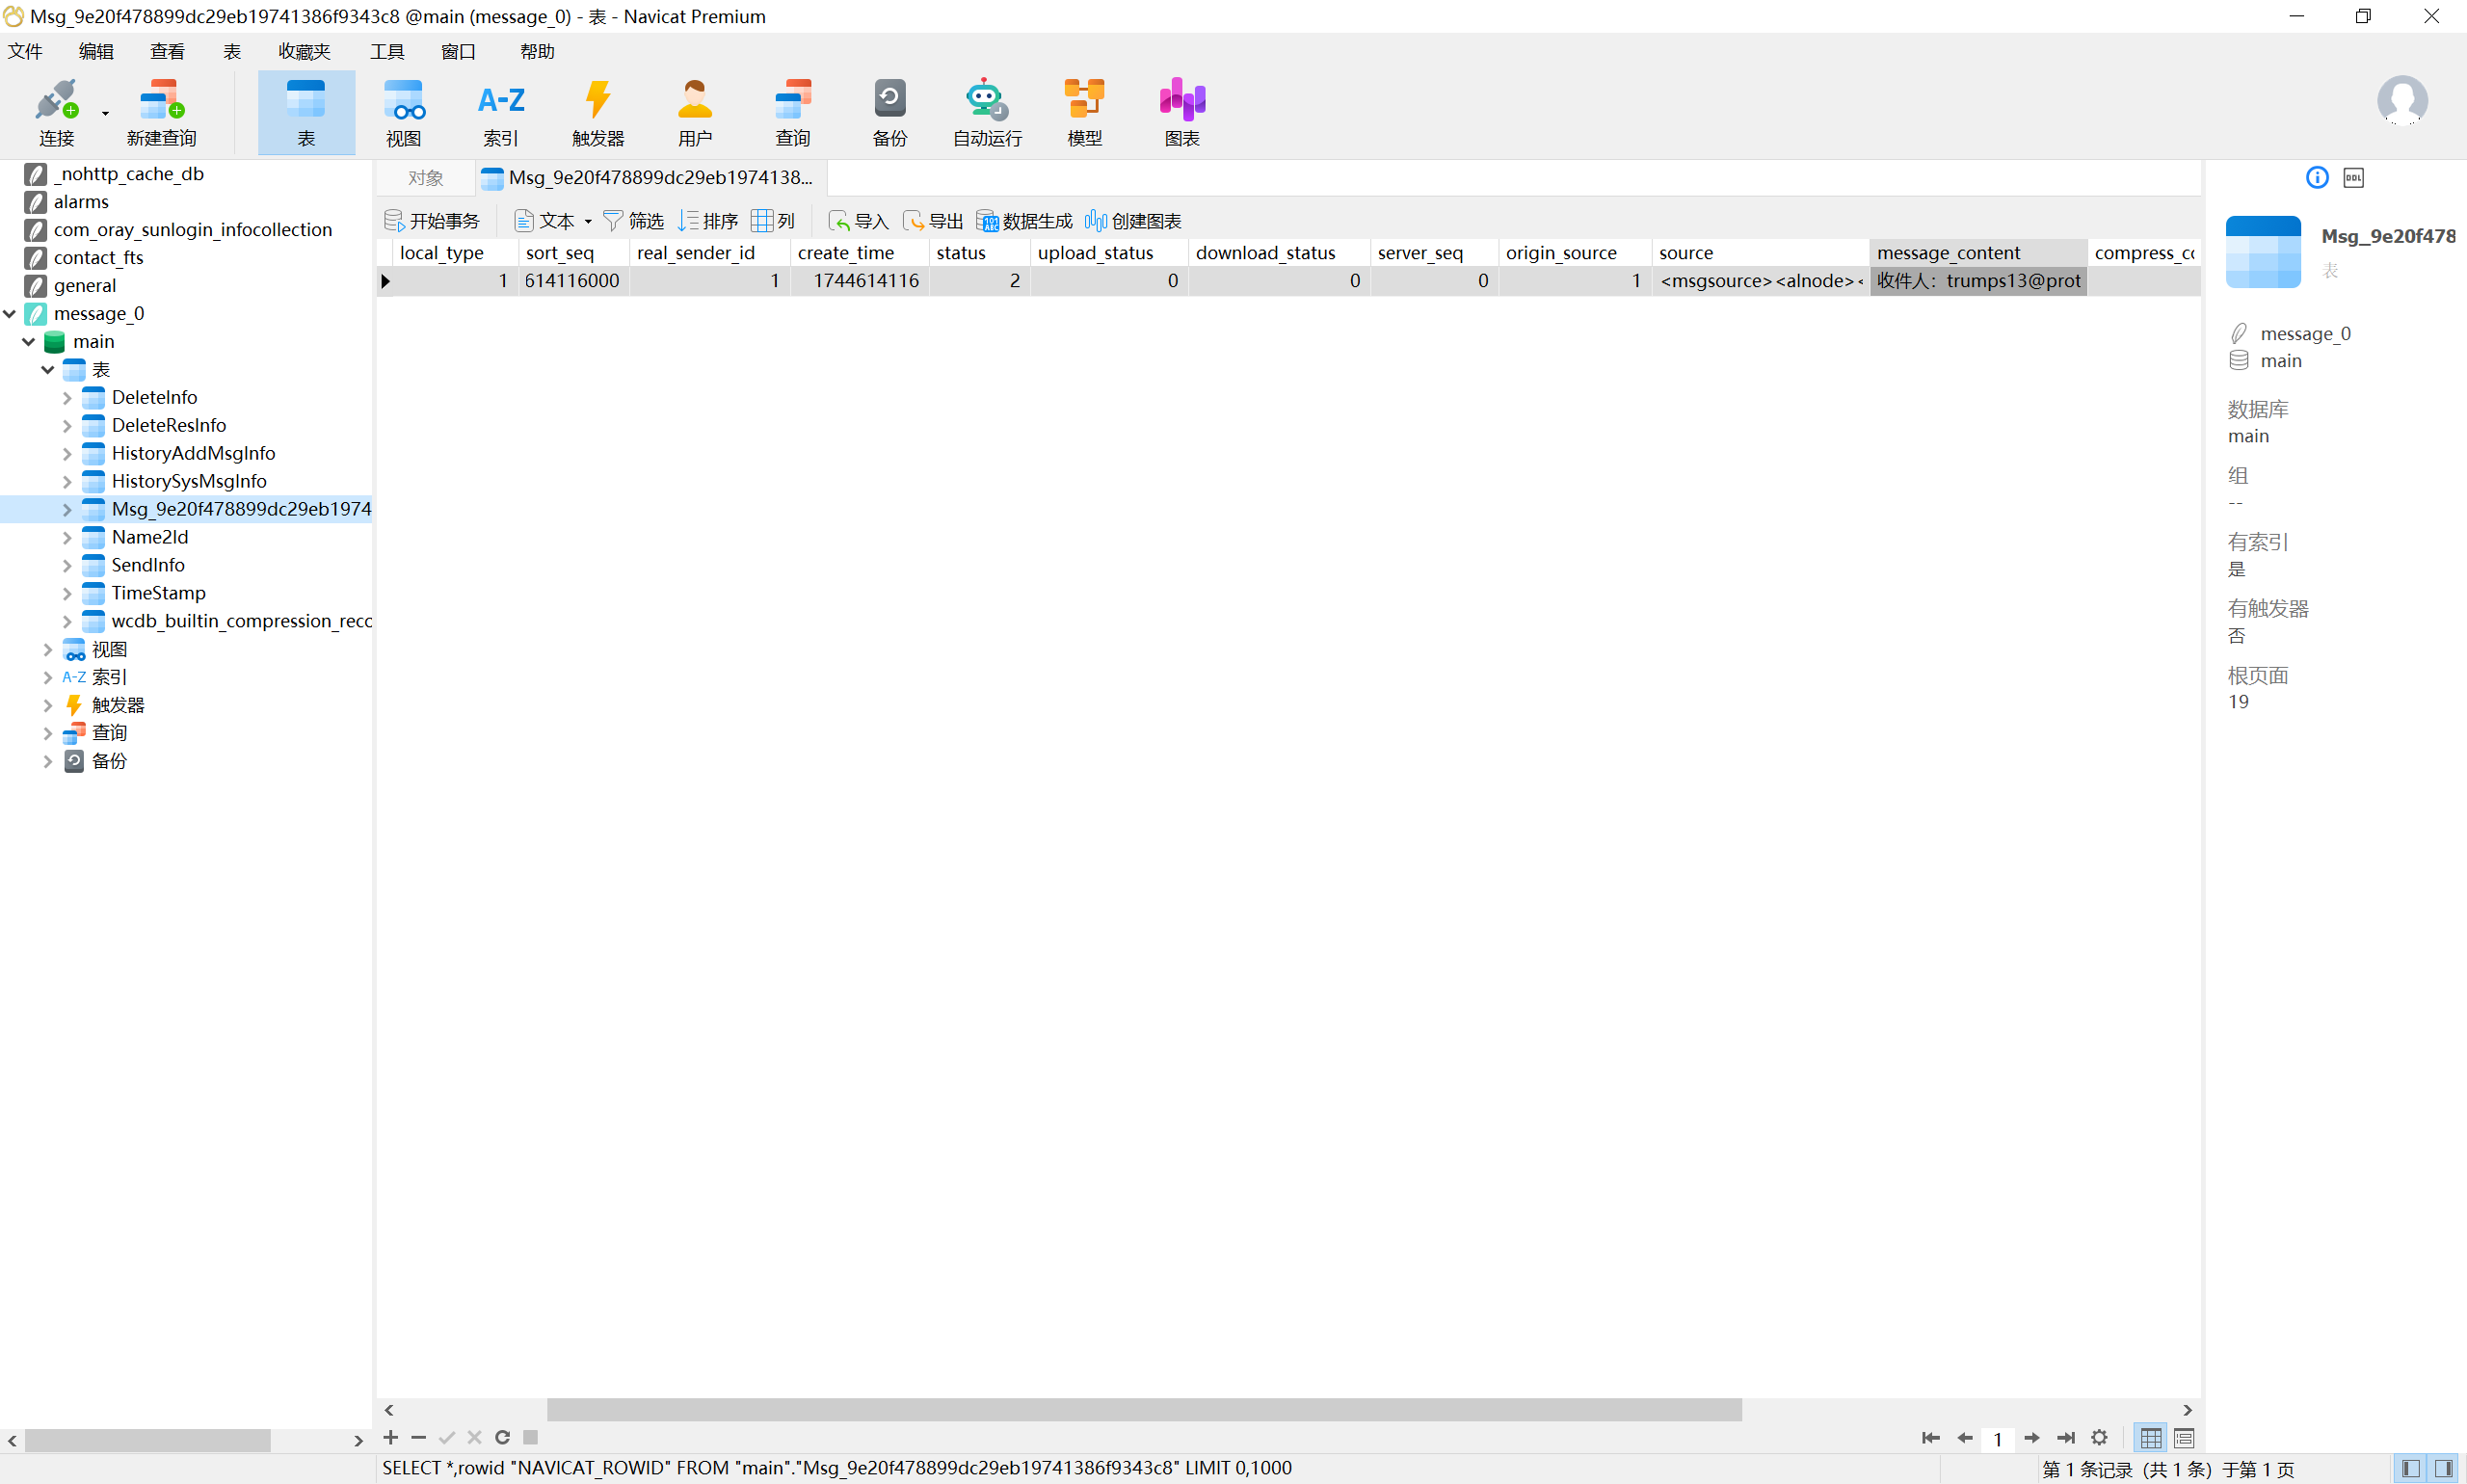 Msg_9e20f478899dc29eb19741386f9343c8 @main (message_0) - 表 - Navicat Premium
文件 编辑 查看 表 收藏夹 工具 窗口 帮助
连接 新建查询 表 视图 A-Z 索引 触发器 用户 查询 备份 自动运行 模型 图表
_nohttp_cache_db
alarms
com_oray_sunlogin_infocollection
contact_fts
general
message_0
main
表
DeleteInfo
DeleteResInfo
HistoryAddMsgInfo
HistorySysMsgInfo
Msg_9e20f478899dc29eb1974
Name2Id
SendInfo
TimeStamp
wcdb_builtin_compression_reco
视图
A-Z 索引
触发器
查询
备份
对象 Msg_9e20f478899dc29eb1974138...
开始事务 文本 筛选 排序 列 导入 导出 数据生成 创建图表
local_type sort_seq real_sender_id create_time status upload_status download_status server_seq origin_source source message_content compress_co
1 614116000 1 1744614116 2 0 0 0 1 <msgsource><alnode>< 收件人：trumps13@prot
DDL
Msg_9e20f478
表
message_0
main
数据库
main
组
--
有索引
是
有触发器
否
根页面
19
1
SELECT *,rowid "NAVICAT_ROWID" FROM "main"."Msg_9e20f478899dc29eb19741386f9343c8" LIMIT 0,1000
第 1 条记录 (共 1 条) 于第 1 页